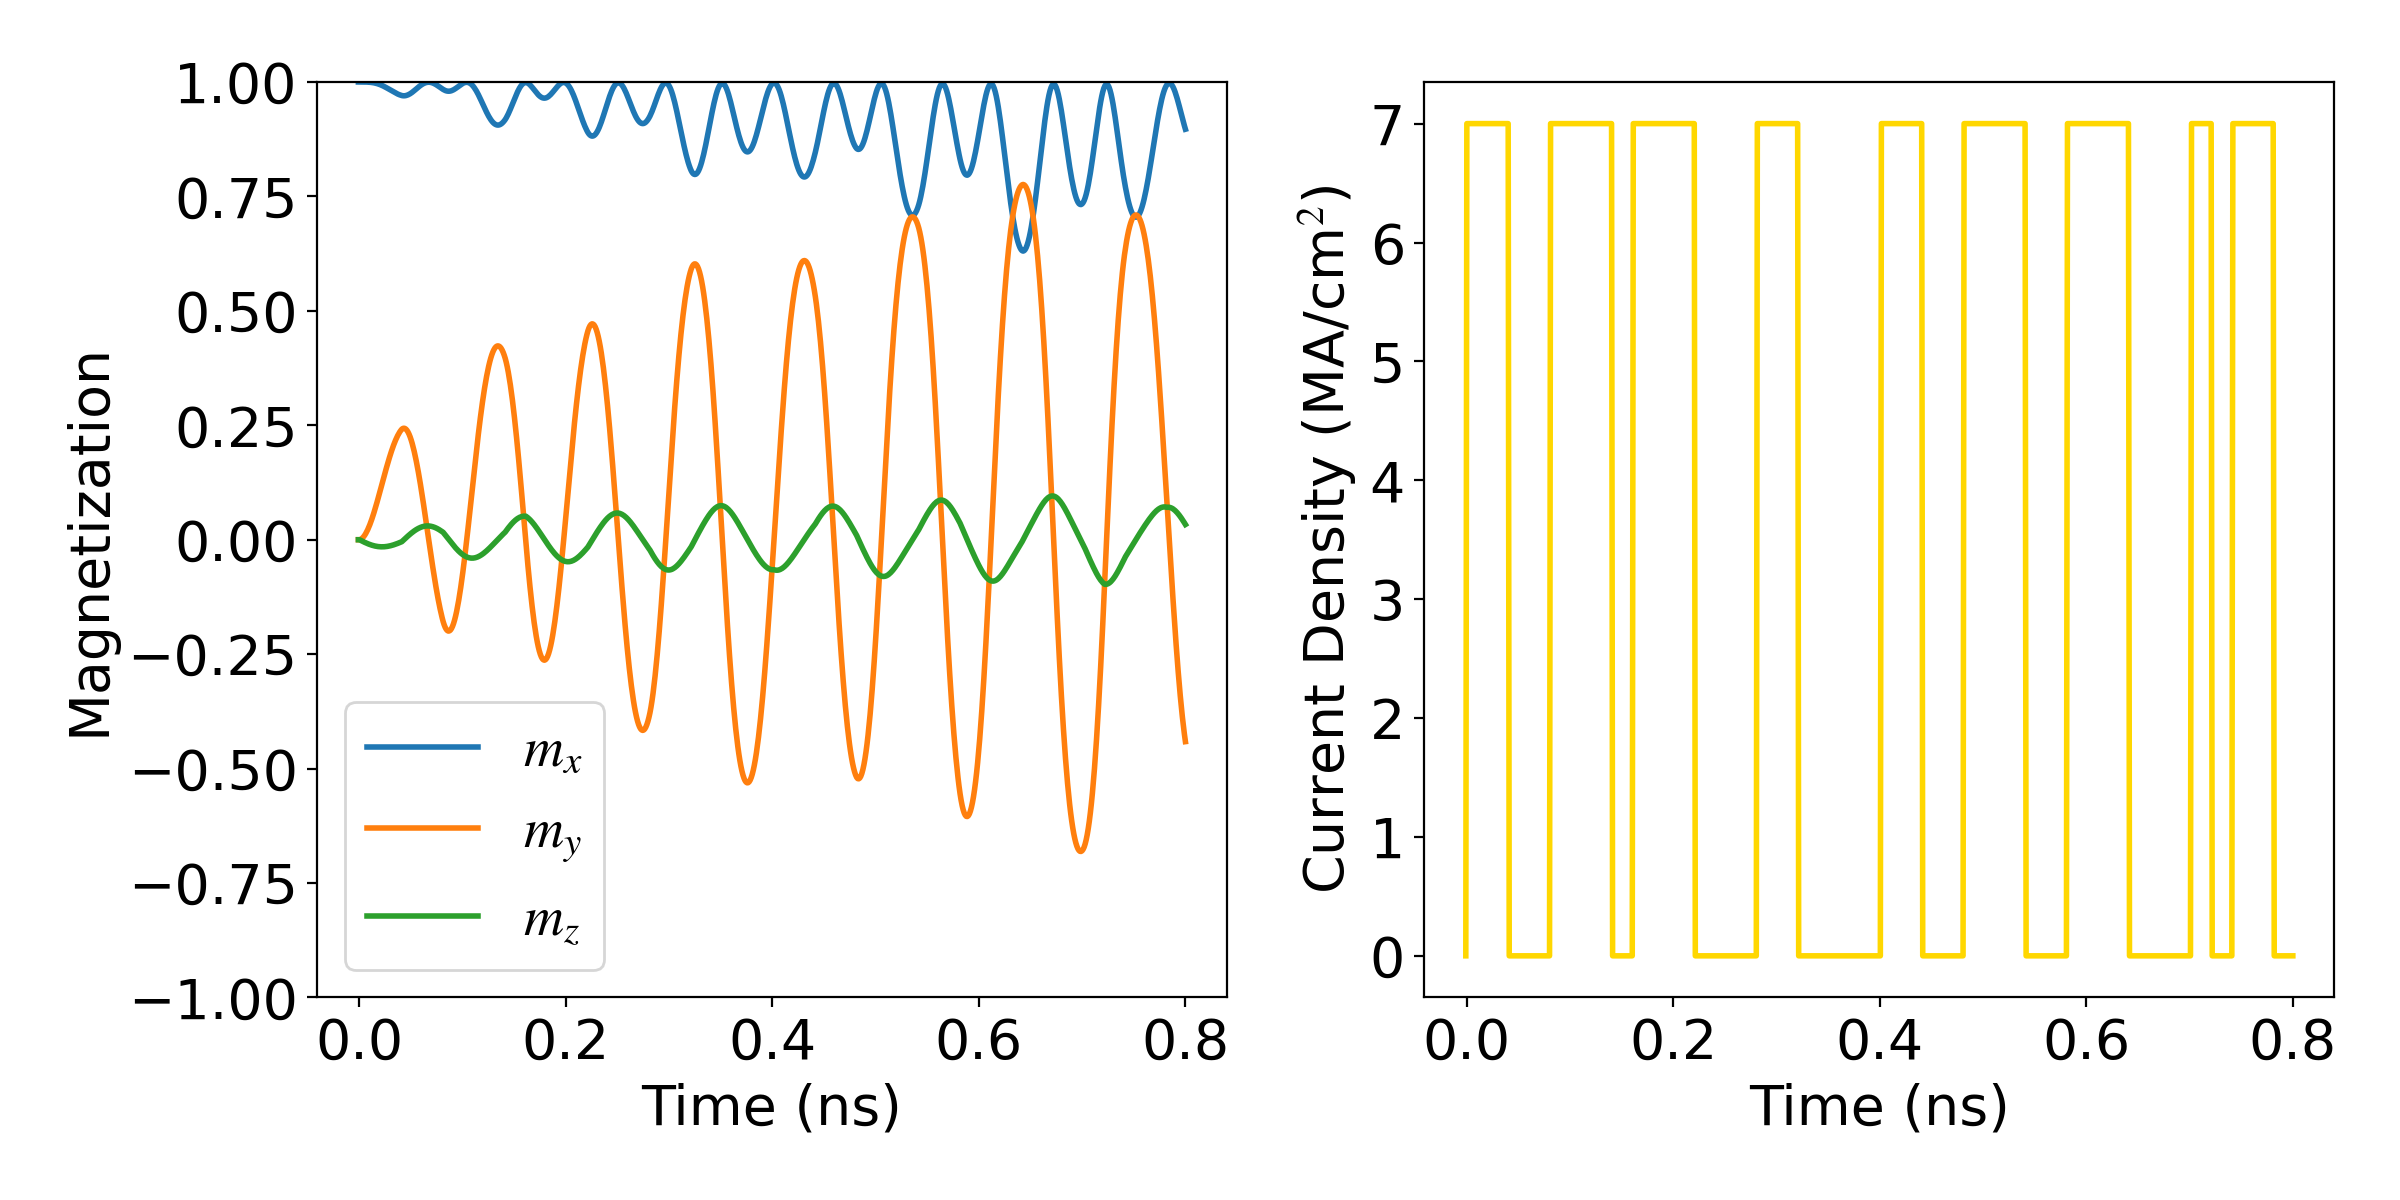 1.00
0.75
0.50
0.25
0.00
−0.25
−0.50
−0.75
−1.00
Magnetization
0.0 0.2 0.4 0.6 0.8
Time (ns)
mₓ
m_y
m_z
7
6
5
4
3
2
1
0
Current Density (MA/cm²)
0.0 0.2 0.4 0.6 0.8
Time (ns)